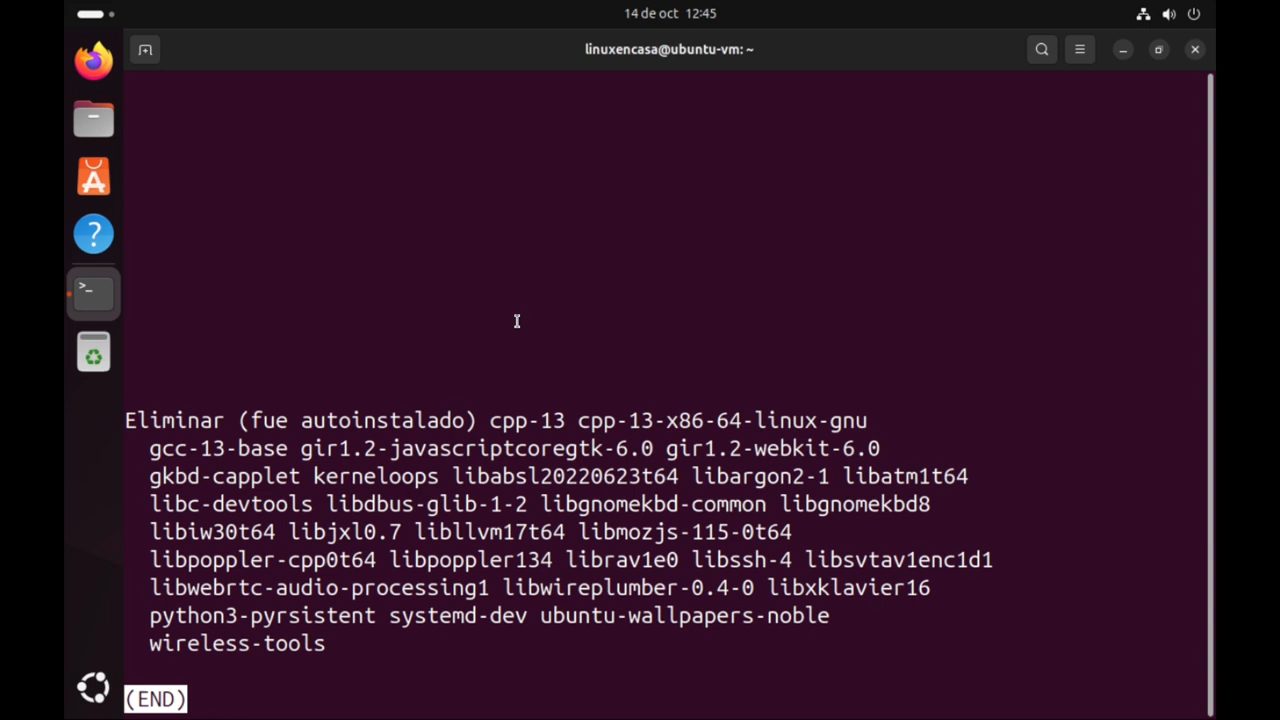 14 de oct 12:45
linuxencasa@ubuntu-vm: ~
Eliminar (fue autoinstalado) cpp-13 cpp-13-x86-64-linux-gnu
gcc-13-base gir1.2-javascriptcoregtk-6.0 gir1.2-webkit-6.0
gkbd-capplet kerneloops libabsl20220623t64 libargon2-1 libatm1t64
libc-devtools libdbus-glib-1-2 libgnomekbd-common libgnomekbd8
libiw30t64 libjxl0.7 libllvm17t64 libmozjs-115-0t64
libpoppler-cpp0t64 libpoppler134 librav1e0 libssh-4 libsvtav1enc1d1
libwebrtc-audio-processing1 libwireplumber-0.4-0 libxklavier16
python3-pyrsistent systemd-dev ubuntu-wallpapers-noble
wireless-tools
(END)